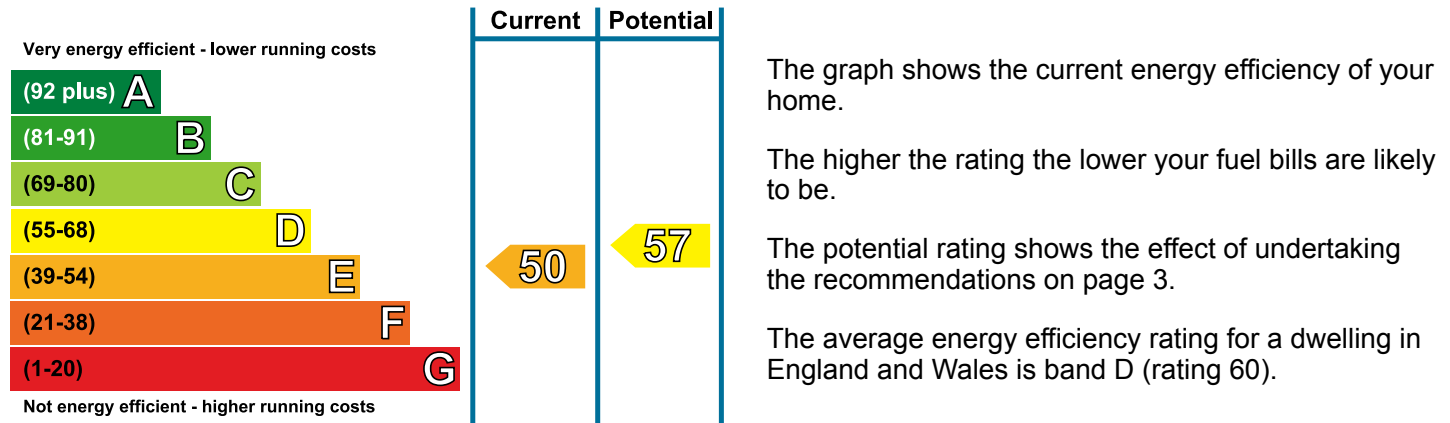 Current Potential
Very energy efficient - lower running costs
(92 plus) A
(81-91) B
(69-80) C
(55-68) D
(39-54) E
(21-38) F
(1-20) G
Not energy efficient - higher running costs
50
57
The graph shows the current energy efficiency of your
home.
The higher the rating the lower your fuel bills are likely
to be.
The potential rating shows the effect of undertaking
the recommendations on page 3.
The average energy efficiency rating for a dwelling in
England and Wales is band D (rating 60).